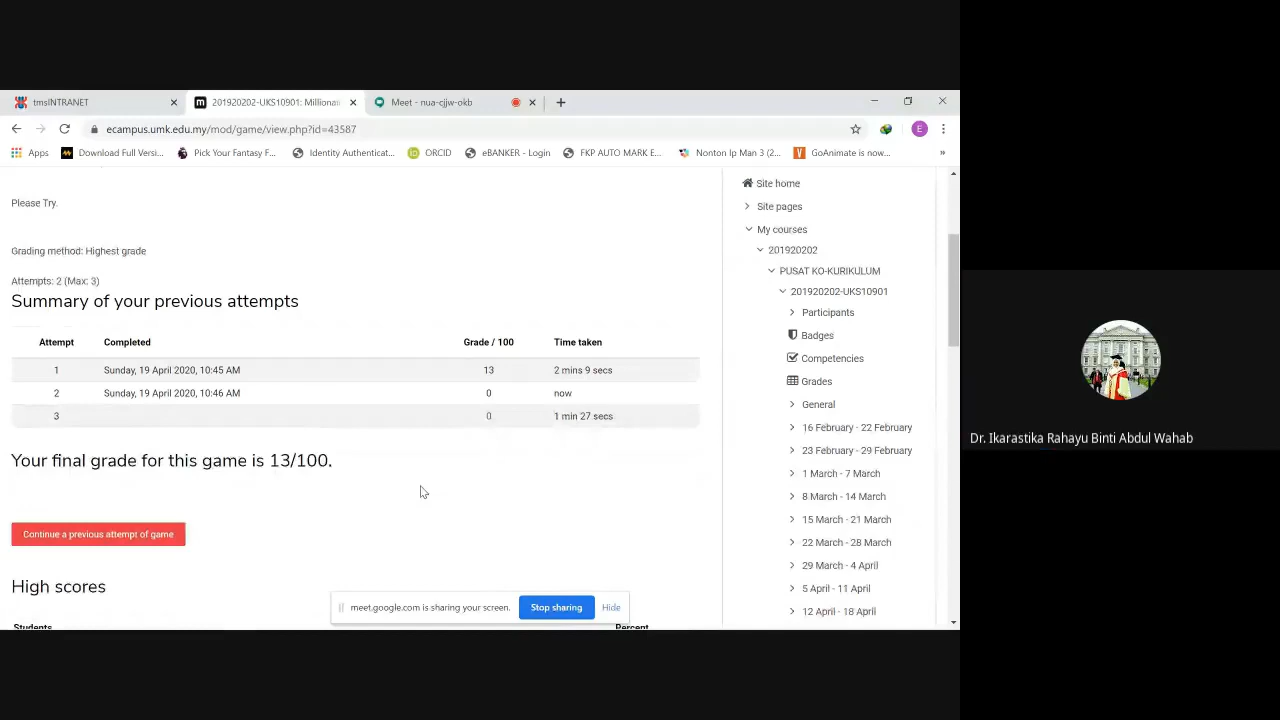 tmsINTRANET
201920202-UKS10901: Millionai
Meet - nua-cjjw-okb
ecampus.umk.edu.my/mod/game/view.php?id=43587
E
Apps
Download Full Versi...
Pick Your Fantasy F...
Identity Authenticat...
ORCID
eBANKER - Login
FKP AUTO MARK E...
Nonton Ip Man 3 (2...
GoAnimate is now...
»
Please Try.
Grading method: Highest grade
Attempts: 2 (Max: 3)
Summary of your previous attempts
Attempt Completed Grade / 100 Time taken
1 Sunday, 19 April 2020, 10:45 AM 13 2 mins 9 secs
2 Sunday, 19 April 2020, 10:46 AM 0 now
3 0 1 min 27 secs
Your final grade for this game is 13/100.
Continue a previous attempt of game
High scores
Students Percent
meet.google.com is sharing your screen. Stop sharing Hide
Site home
Site pages
My courses
201920202
PUSAT KO-KURIKULUM
201920202-UKS10901
Participants
Badges
Competencies
Grades
General
16 February - 22 February
23 February - 29 February
1 March - 7 March
8 March - 14 March
15 March - 21 March
22 March - 28 March
29 March - 4 April
5 April - 11 April
12 April - 18 April
Dr. Ikarastika Rahayu Binti Abdul Wahab